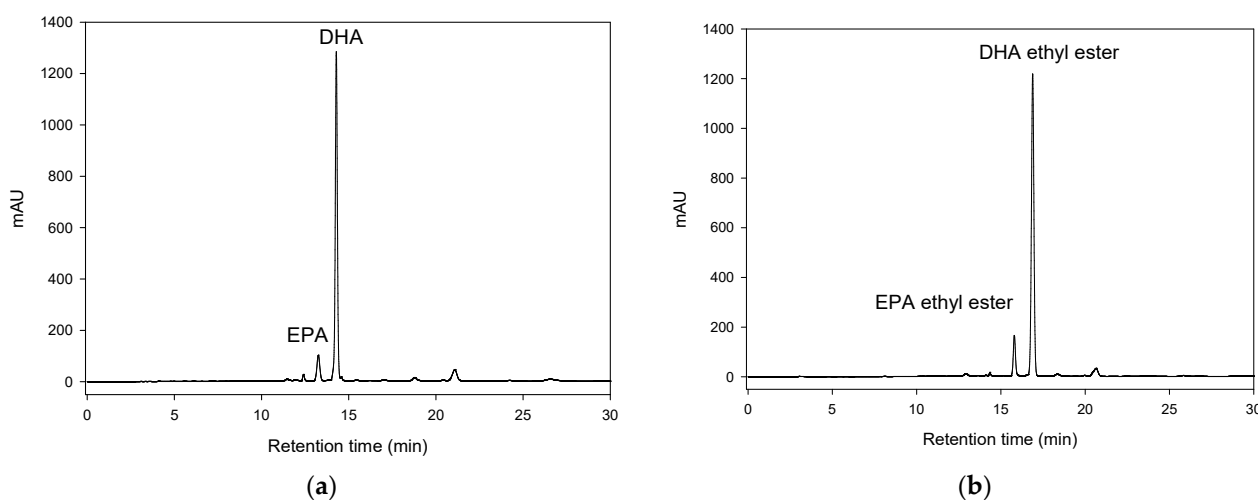 1400
1200
1000
800
600
400
200
0
mAU
DHA
EPA
0 5 10 15 20 25 30
Retention time (min)
(a)
1400
1200
1000
800
600
400
200
0
mAU
DHA ethyl ester
EPA ethyl ester
0 5 10 15 20 25 30
Retention time (min)
(b)